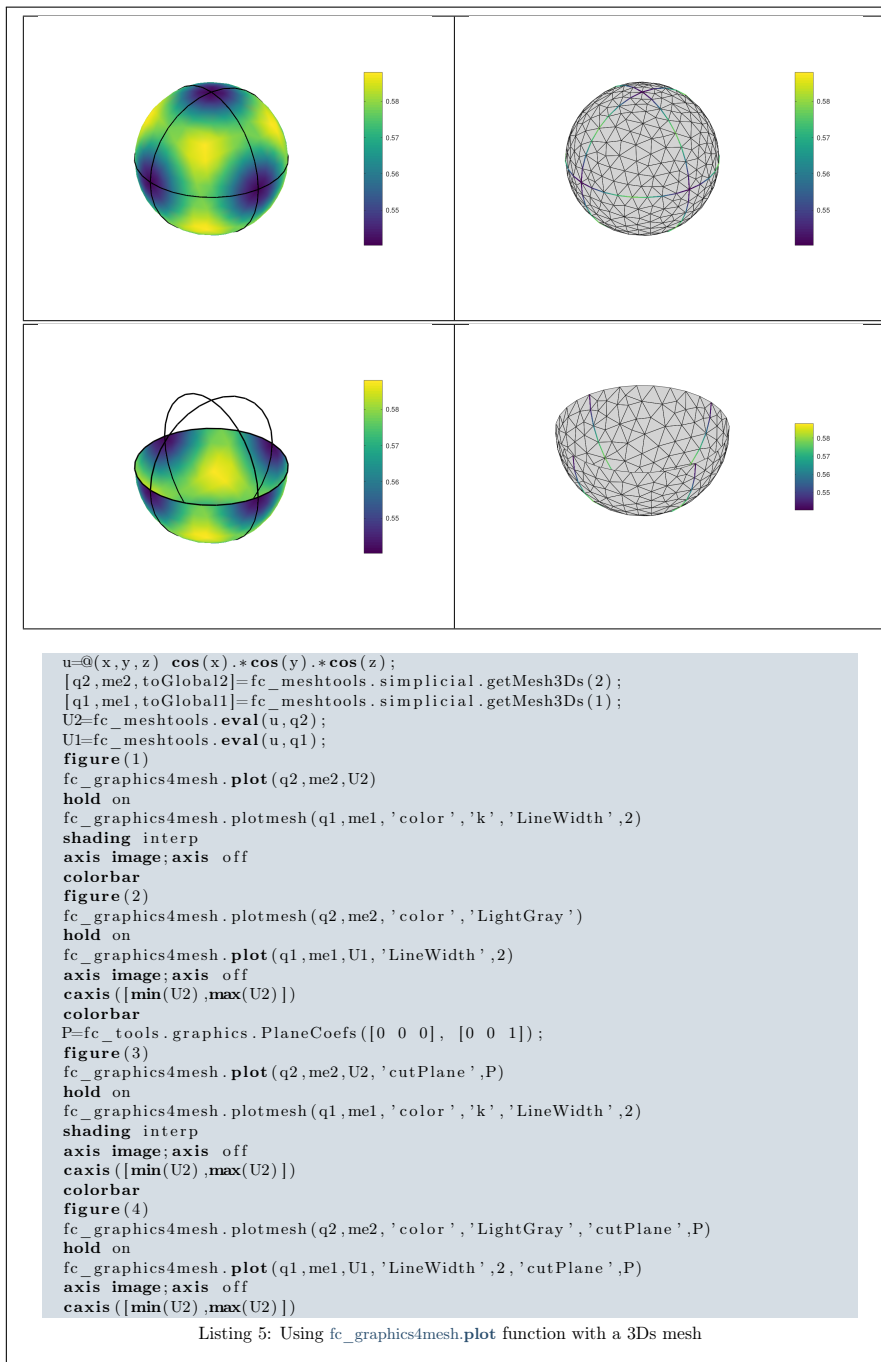 0.58
0.57
0.56
0.55
0.58
0.57
0.56
0.55
0.58
0.57
0.56
0.55
0.58
0.57
0.56
0.55
u=@(x,y,z) cos(x).*cos(y).*cos(z);
[q2,me2,toGlobal2]=fc_meshtools.simplicial.getMesh3Ds(2);
[q1,me1,toGlobal1]=fc_meshtools.simplicial.getMesh3Ds(1);
U2=fc_meshtools.eval(u,q2);
U1=fc_meshtools.eval(u,q1);
figure(1)
fc_graphics4mesh.plot(q2,me2,U2)
hold on
fc_graphics4mesh.plotmesh(q1,me1,'color','k','LineWidth',2)
shading interp
axis image;axis off
colorbar
figure(2)
fc_graphics4mesh.plotmesh(q2,me2,'color','LightGray')
hold on
fc_graphics4mesh.plot(q1,me1,U1,'LineWidth',2)
axis image;axis off
caxis([min(U2),max(U2)])
colorbar
P=fc_tools.graphics.PlaneCoefs([0 0 0], [0 0 1]);
figure(3)
fc_graphics4mesh.plot(q2,me2,U2,'cutPlane',P)
hold on
fc_graphics4mesh.plotmesh(q1,me1,'color','k','LineWidth',2)
shading interp
axis image;axis off
caxis([min(U2),max(U2)])
colorbar
figure(4)
fc_graphics4mesh.plotmesh(q2,me2,'color','LightGray','cutPlane',P)
hold on
fc_graphics4mesh.plot(q1,me1,U1,'LineWidth',2,'cutPlane',P)
axis image;axis off
caxis([min(U2),max(U2)])
Listing 5: Using fc_graphics4mesh.plot function with a 3Ds mesh